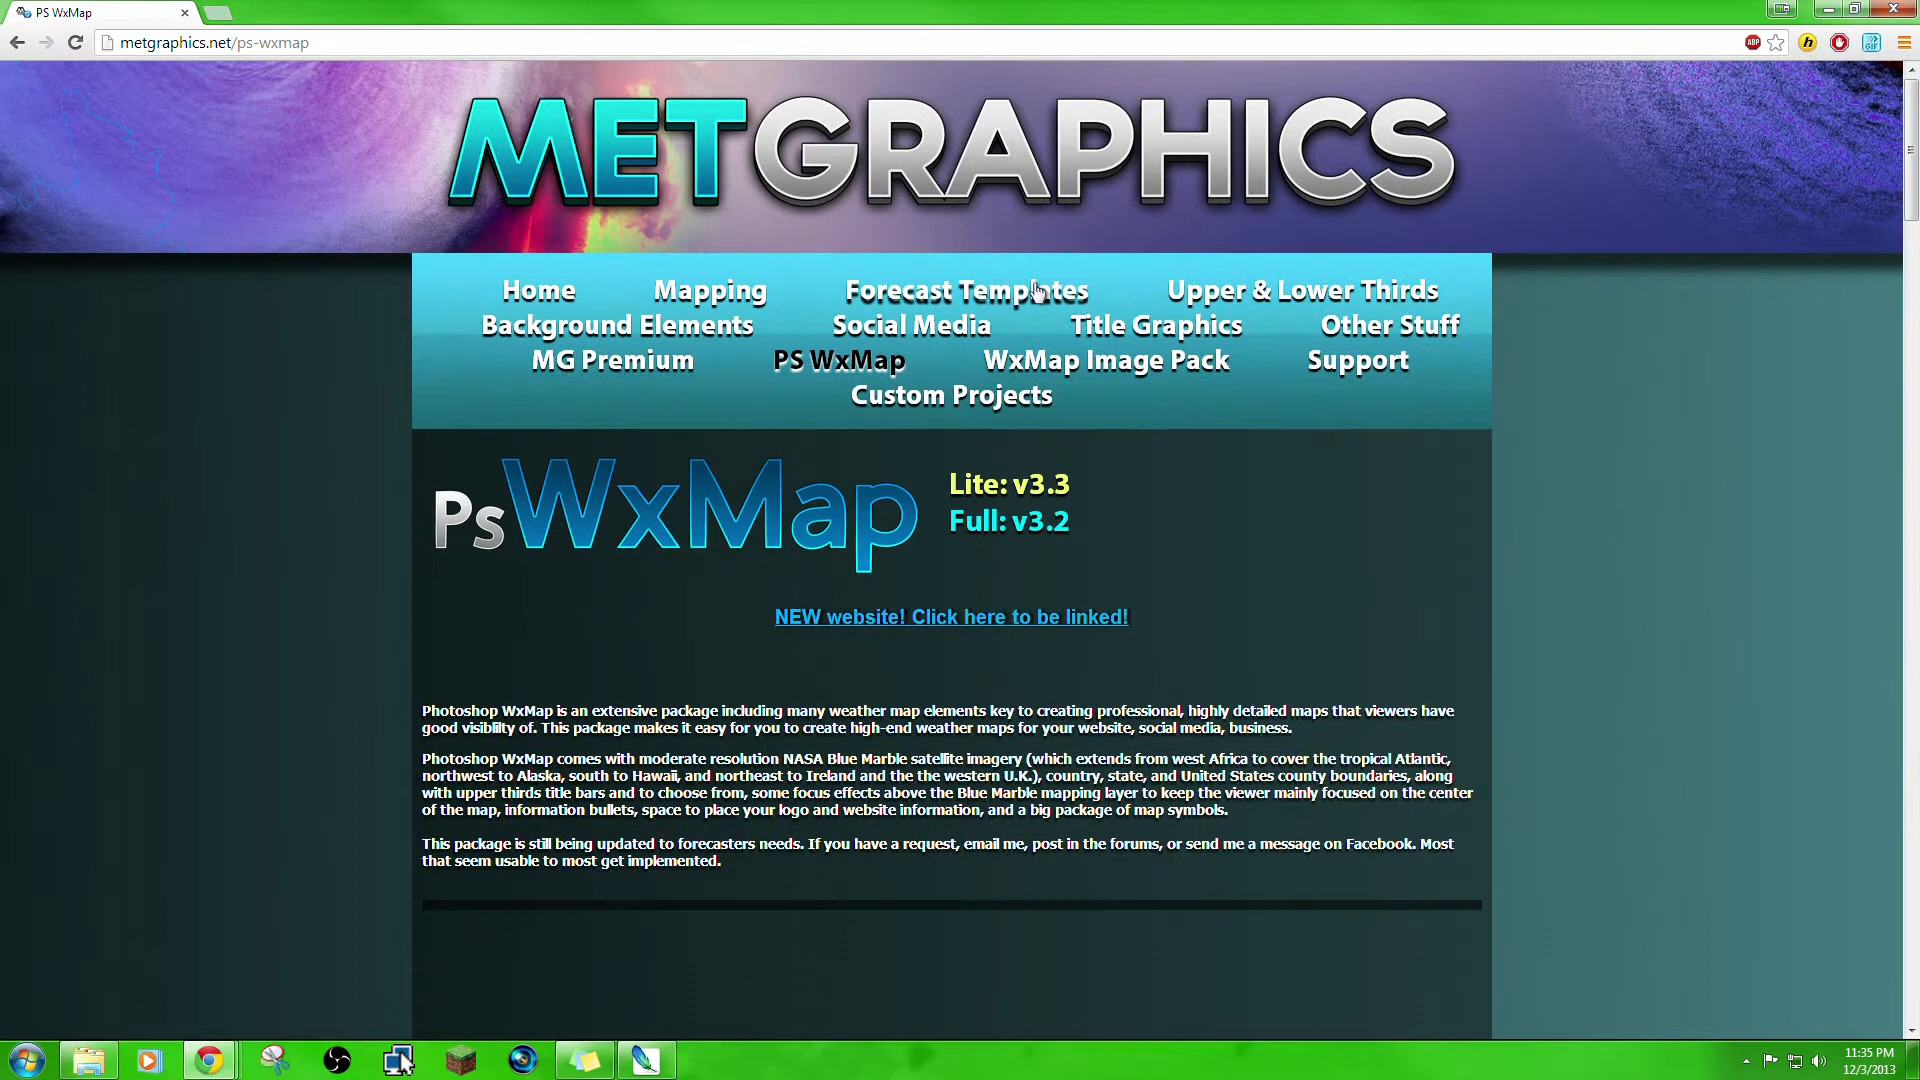 PS WxMap
metgraphics.net/ps-wxmap
ABP
h
GIF
METGRAPHICS
Home Mapping Forecast Templates Upper & Lower Thirds
Background Elements Social Media Title Graphics Other Stuff
MG Premium PS WxMap WxMap Image Pack Support
Custom Projects
Ps WxMap
Lite: v3.3
Full: v3.2
NEW website! Click here to be linked!
Photoshop WxMap is an extensive package including many weather map elements key to creating professional, highly detailed maps that viewers have
good visiblilty of. This package makes it easy for you to create high-end weather maps for your website, social media, business.
Photoshop WxMap comes with moderate resolution NASA Blue Marble satellite imagery (which extends from west Africa to cover the tropical Atlantic,
northwest to Alaska, south to Hawaii, and northeast to Ireland and the the western U.K.), country, state, and United States county boundaries, along
with upper thirds title bars and to choose from, some focus effects above the Blue Marble mapping layer to keep the viewer mainly focused on the center
of the map, information bullets, space to place your logo and website information, and a big package of map symbols.
This package is still being updated to forecasters needs. If you have a request, email me, post in the forums, or send me a message on Facebook. Most
that seem usable to most get implemented.
11:35 PM
12/3/2013